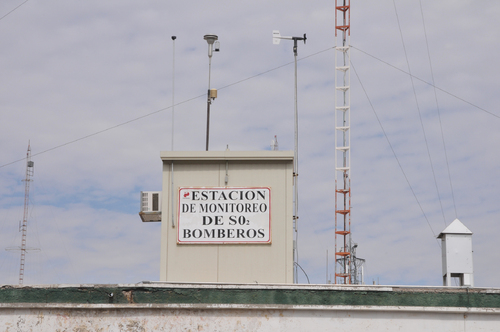 ESTACION
DE MONITOREO
DE SO₂
BOMBEROS